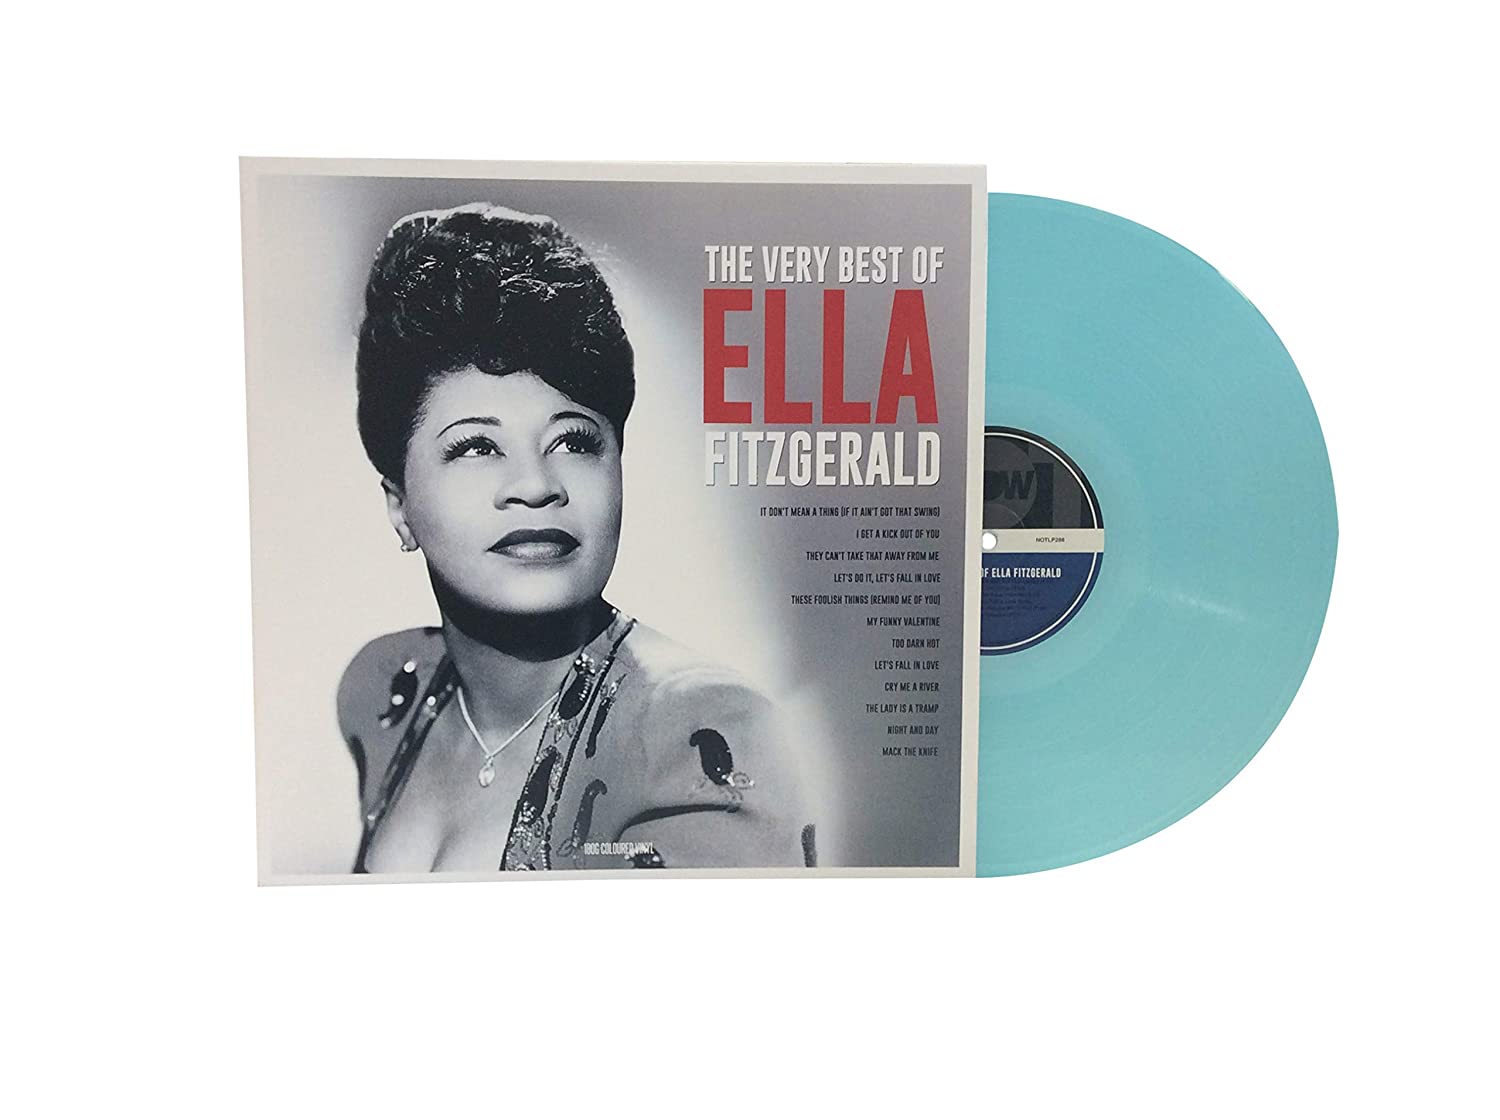 THE VERY BEST OF
ELLA
FITZGERALD
IT DON'T MEAN A THING (IF IT AIN'T GOT THAT SWING)
I GET A KICK OUT OF YOU
THEY CAN'T TAKE THAT AWAY FROM ME
LET'S DO IT, LET'S FALL IN LOVE
THESE FOOLISH THINGS (REMIND ME OF YOU)
MY FUNNY VALENTINE
TOO DARN HOT
LET'S FALL IN LOVE
CRY ME A RIVER
THE LADY IS A TRAMP
NIGHT AND DAY
MACK THE KNIFE
180G COLOURED VINYL
NOTLP286
OF ELLA FITZGERALD